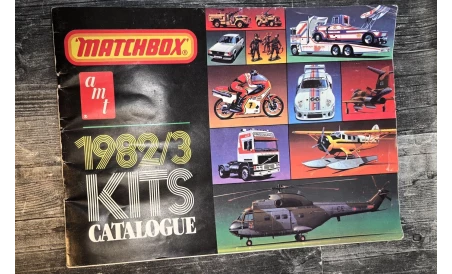 "MATCHBOX"
amt
1982/3
KITS
CATALOGUE